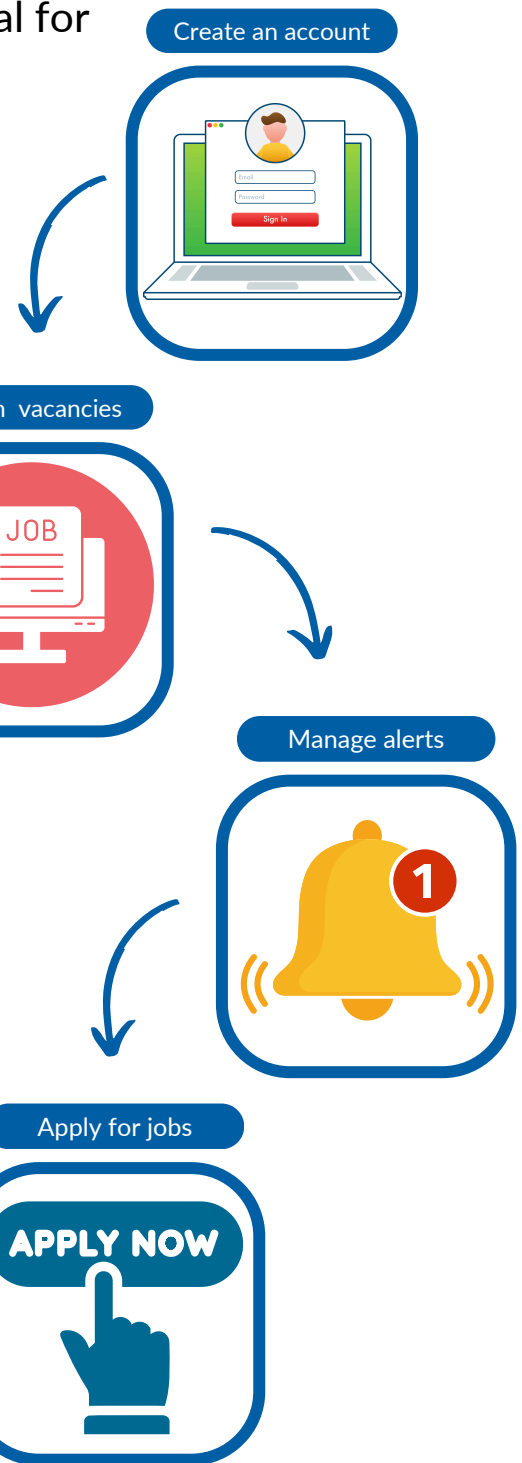 al for
Create an account
Email
Password
Sign In
vacancies
JOB
Manage alerts
1
Apply for jobs
APPLY NOW